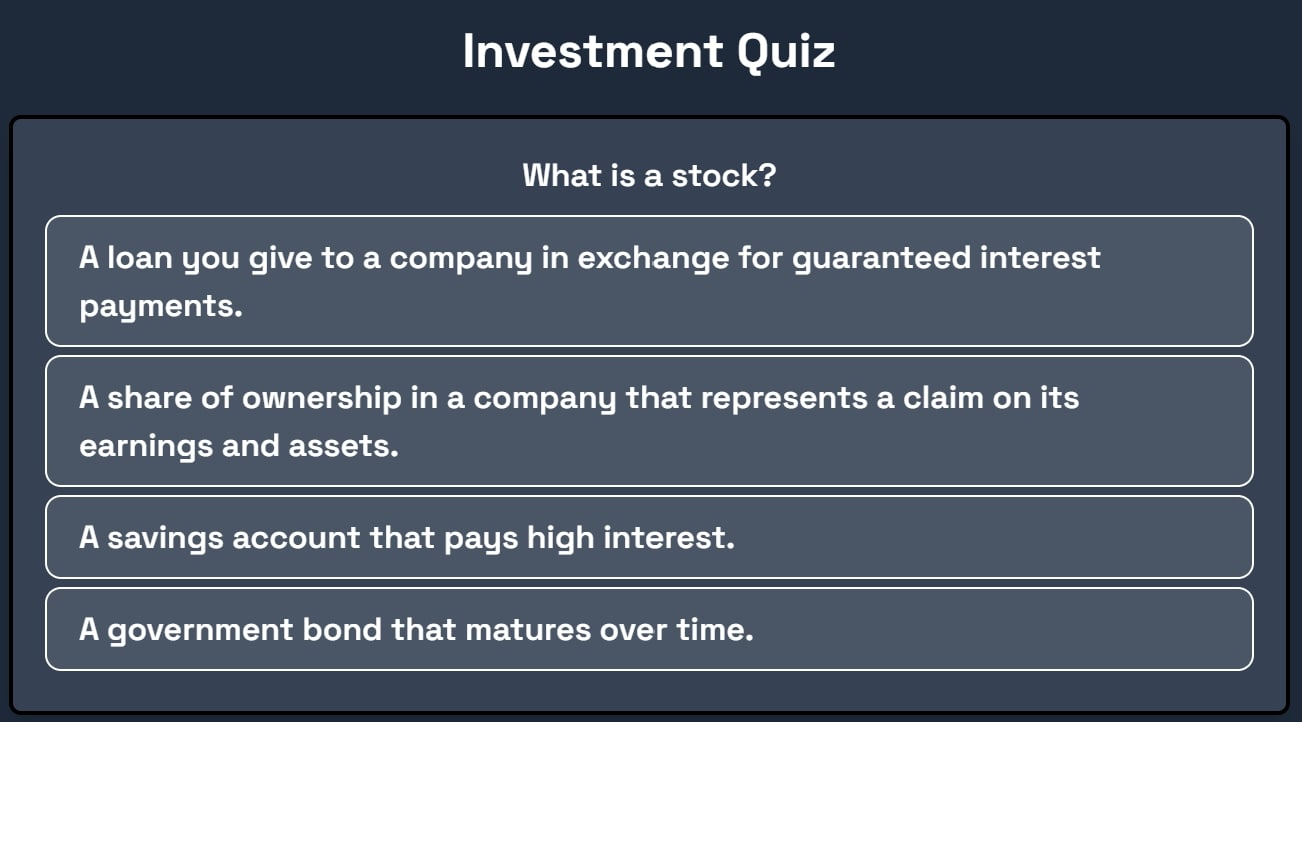 Investment Quiz
What is a stock?
A loan you give to a company in exchange for guaranteed interest
payments.
A share of ownership in a company that represents a claim on its
earnings and assets.
A savings account that pays high interest.
A government bond that matures over time.